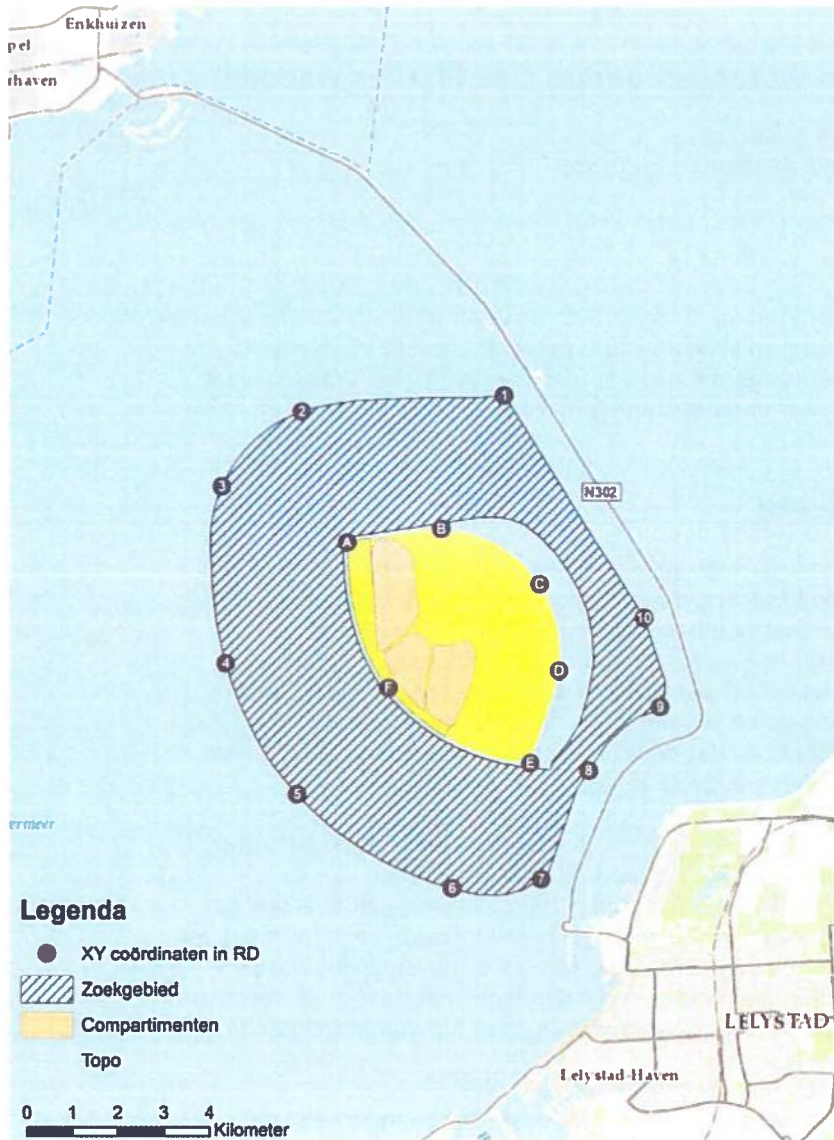 Enkhuizen
pel
rhaven
1
2
3
N302
A
B
C
10
4
D
F
9
E
8
5
ermeer
7
6
Legenda
XY coördinaten in RD
Zoekgebied
Compartimenten
Topo
LELYSTAD
Lelystad-Haven
0 1 2 3 4
Kilometer